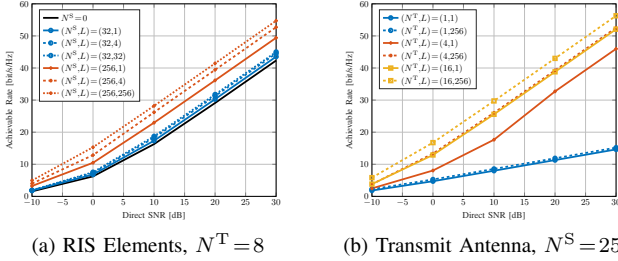 Achievable Rate [bit/s/Hz]
60
50
40
30
20
10
0
−10 −5 0 5 10 15 20 25 30
Direct SNR [dB]
N^S=0
(N^S,L)=(32,1)
(N^S,L)=(32,4)
(N^S,L)=(32,32)
(N^S,L)=(256,1)
(N^S,L)=(256,4)
(N^S,L)=(256,256)
(a) RIS Elements, N^T=8
Achievable Rate [bit/s/Hz]
60
50
40
30
20
10
0
−10 −5 0 5 10 15 20 25 30
Direct SNR [dB]
(N^T,L)=(1,1)
(N^T,L)=(1,256)
(N^T,L)=(4,1)
(N^T,L)=(4,256)
(N^T,L)=(16,1)
(N^T,L)=(16,256)
(b) Transmit Antenna, N^S=25